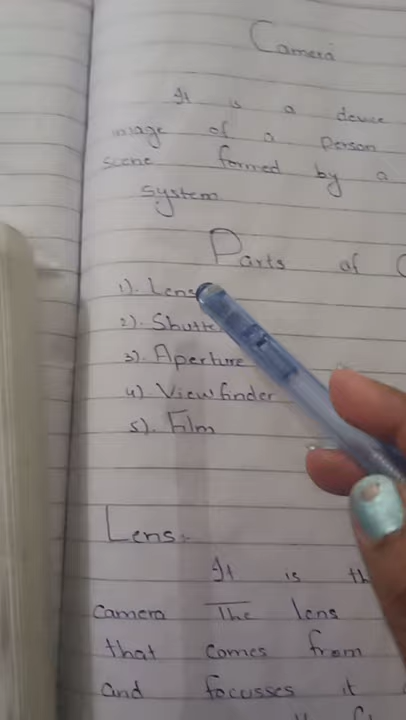 Camera
It is a device
image of a person
scene formed by a
system
Parts of C
1). Lens
2). Shutte
3). Aperture
4) Viewfinder
5). Film
Lens:-
It is th
camera The lens
that comes from
and focusses it